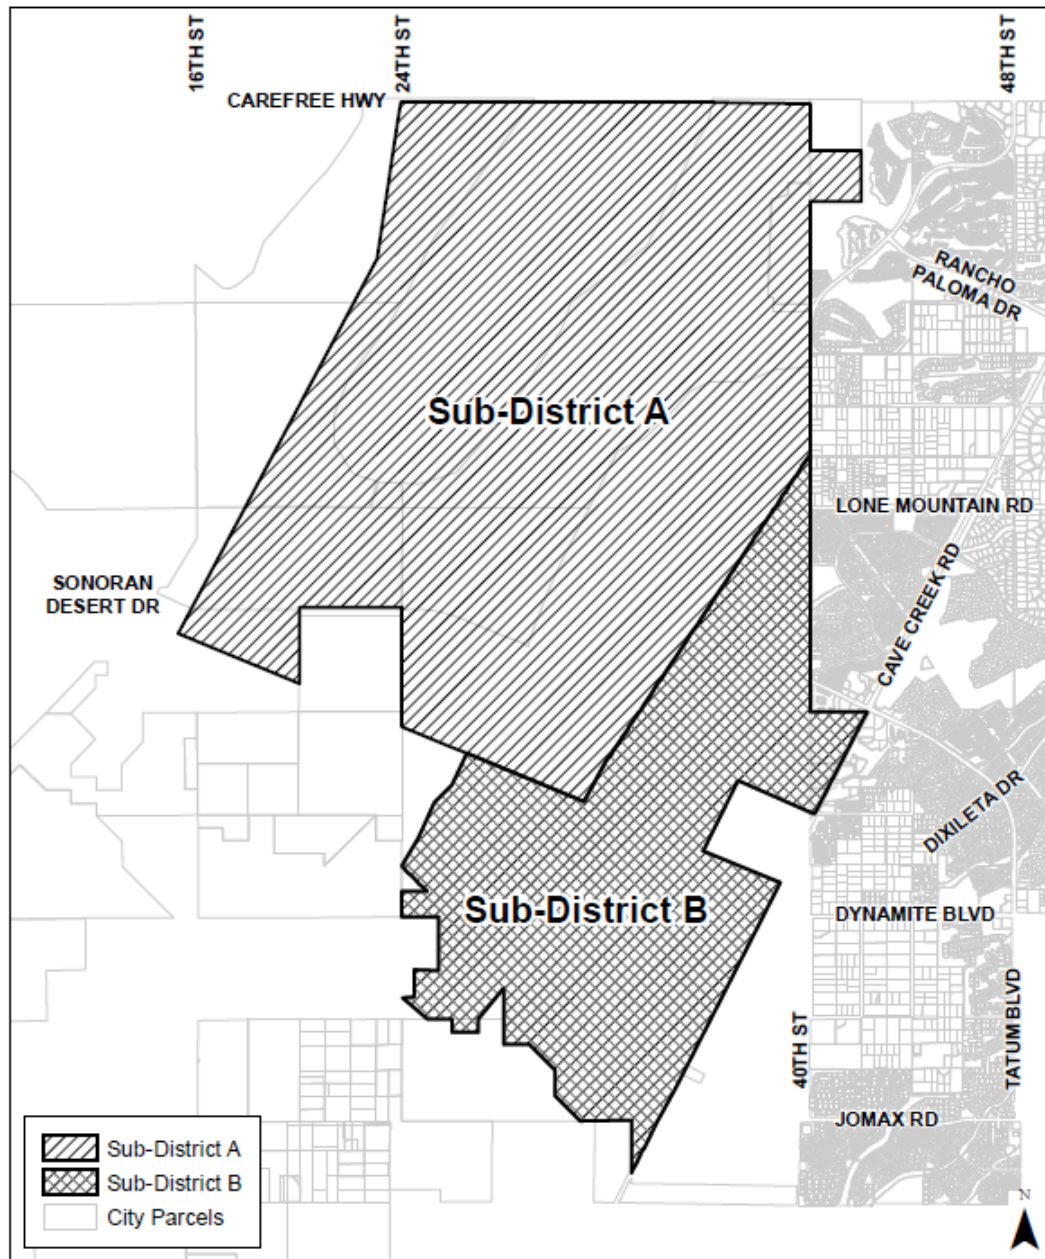 16TH ST
24TH ST
48TH ST
CAREFREE HWY
RANCHO
PALOMA DR
Sub-District A
LONE MOUNTAIN RD
SONORAN
DESERT DR
CAVE CREEK RD
DIXILETA DR
Sub-District B
DYNAMITE BLVD
40TH ST
TATUM BLVD
JOMAX RD
Sub-District A
Sub-District B
City Parcels
N